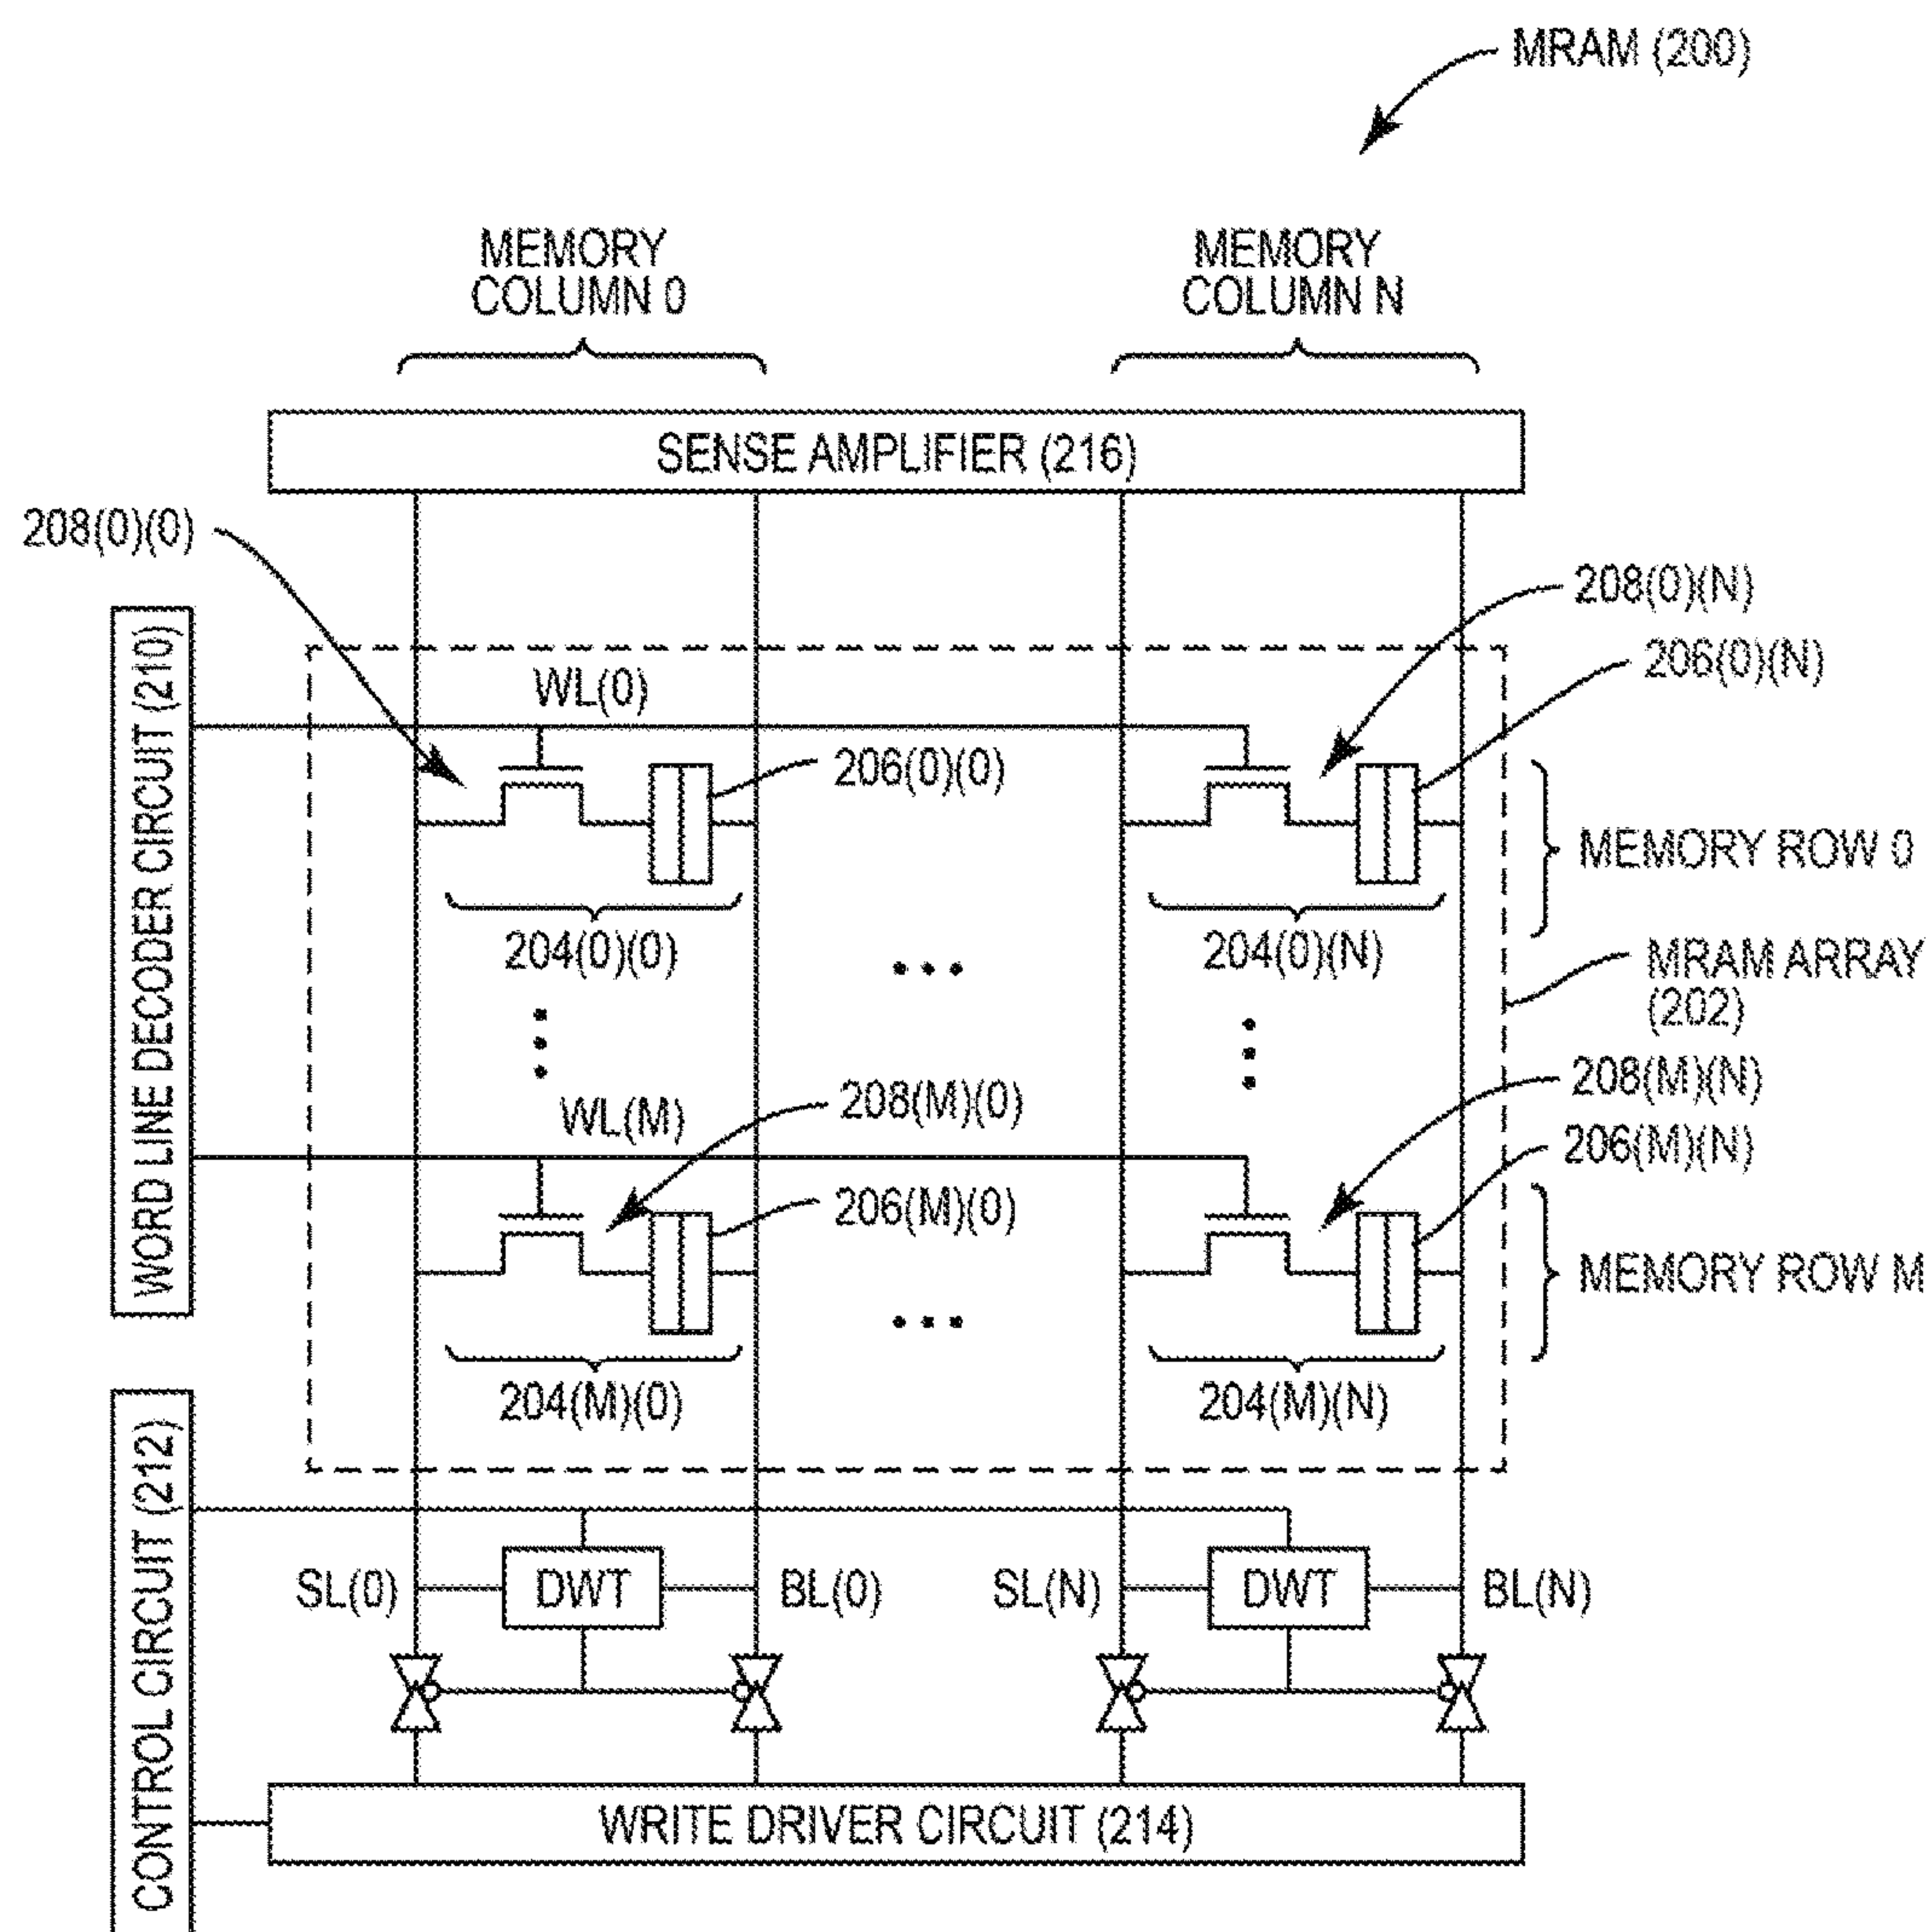 MRAM (200)
MEMORY
COLUMN 0
MEMORY
COLUMN N
SENSE AMPLIFIER (216)
208(0)(0)
208(0)(N)
WORD LINE DECODER CIRCUIT (210)
206(0)(N)
WL(0)
206(0)(0)
MEMORY ROW 0
204(0)(0)
204(0)(N)
MRAM ARRAY
(202)
WL(M)
208(M)(0)
208(M)(N)
206(M)(N)
206(M)(0)
MEMORY ROW M
204(M)(0)
204(M)(N)
CONTROL CIRCUIT (212)
SL(0)
DWT
BL(0)
SL(N)
DWT
BL(N)
WRITE DRIVER CIRCUIT (214)